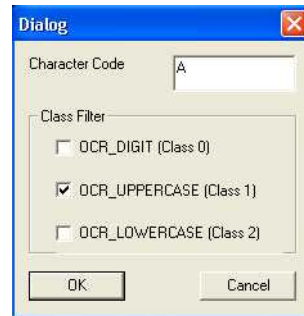 Dialog
Character Code A
Class Filter
OCR_DIGIT (Class 0)
OCR_UPPERCASE (Class 1)
OCR_LOWERCASE (Class 2)
OK Cancel